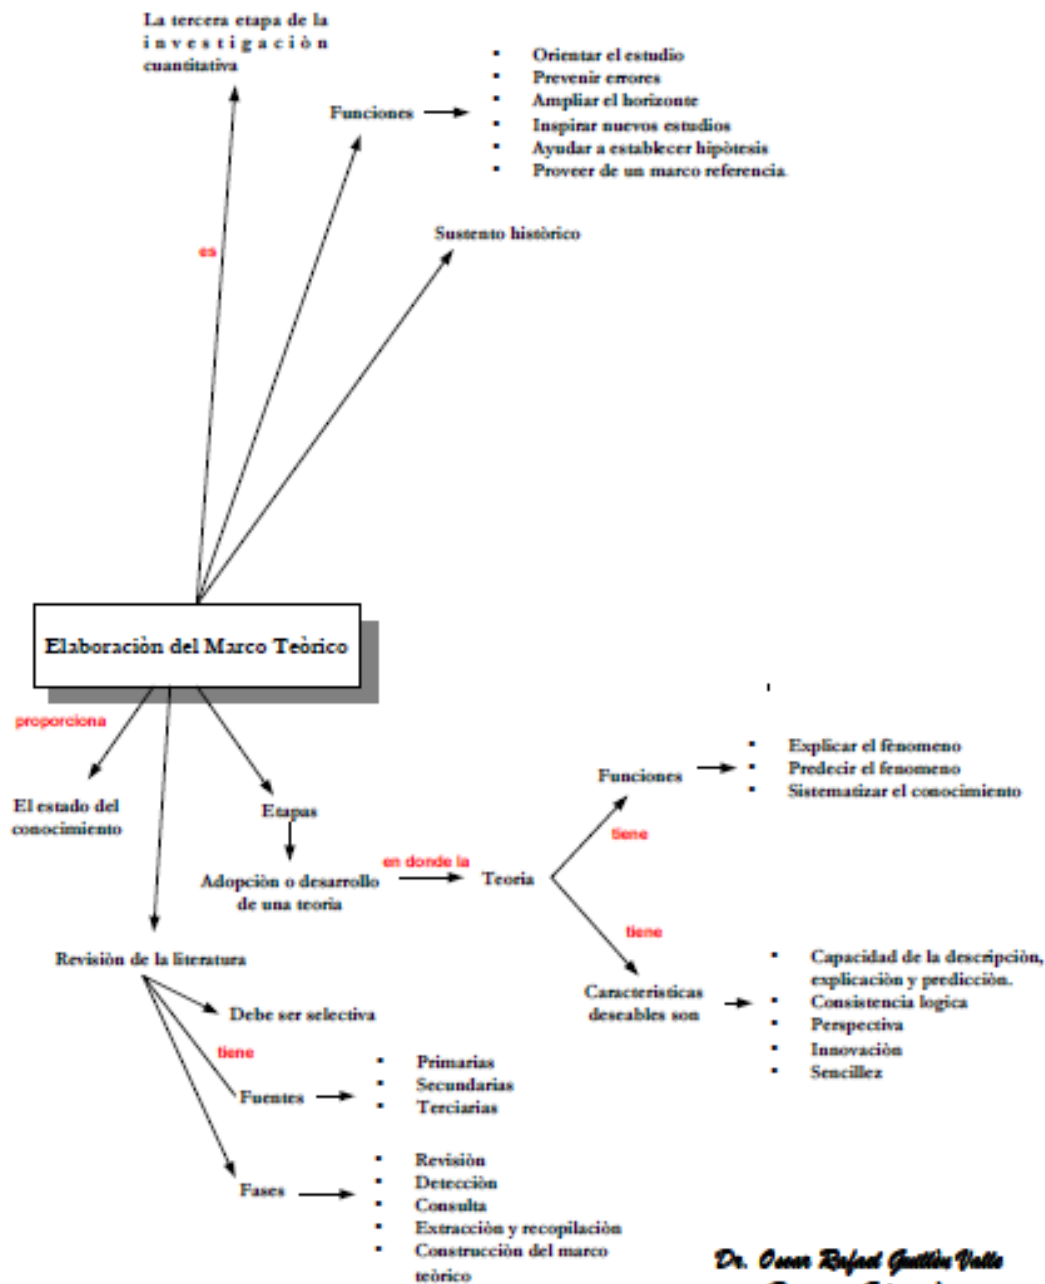 La tercera etapa de la
investigaciòn
cuantitativa
Funciones
▪ Orientar el estudio
▪ Prevenir errores
▪ Ampliar el horizonte
▪ Inspirar nuevos estudios
▪ Ayudar a establecer hipòtesis
▪ Proveer de un marco referencia.
es
Sustento històrico
Elaboraciòn del Marco Teòrico
proporciona
El estado del
conocimiento
Etapas
Adopciòn o desarrollo
de una teoria
en donde la
Teoria
tiene
Funciones
▪ Explicar el fènomeno
▪ Predecir el fenomeno
▪ Sistematizar el conocimiento
tiene
Caracteristicas
deseables son
▪ Capacidad de la descripciòn,
explicaciòn y predicciòn.
▪ Consistencia logica
▪ Perspectiva
▪ Innovaciòn
▪ Sencillez
Revisiòn de la literatura
Debe ser selectiva
tiene
Fuentes
▪ Primarias
▪ Secundarias
▪ Terciarias
Fases
▪ Revisiòn
▪ Detecciòn
▪ Consulta
▪ Extracciòn y recopilaciòn
▪ Construcciòn del marco
teòrico
Dr. Oscar Rafael Guillèn Valle